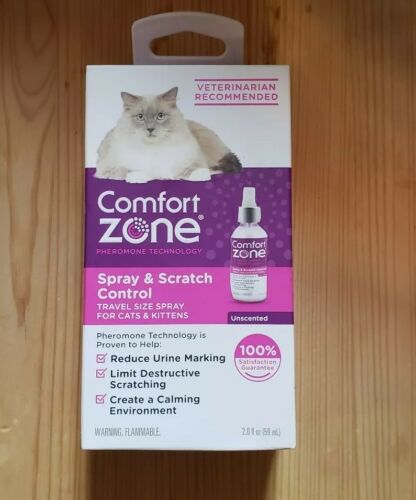 VETERINARIAN
RECOMMENDED
Comfort
ZONE®
PHEROMONE TECHNOLOGY
Comfort
ZONE
Spray & Scratch
Control
TRAVEL SIZE SPRAY
FOR CATS & KITTENS
Unscented
Pheromone Technology is
Proven to Help:
Reduce Urine Marking
Limit Destructive
Scratching
Create a Calming
Environment
100%
Satisfaction
Guarantee
WARNING, FLAMMABLE.
2.0 fl oz (59 mL)